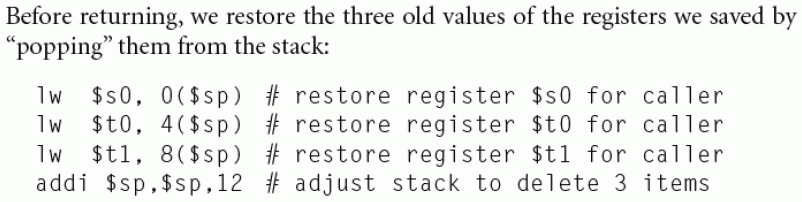 Before returning, we restore the three old values of the registers we saved by
“popping” them from the stack:
lw $s0, 0($sp) # restore register $s0 for caller
lw $t0, 4($sp) # restore register $t0 for caller
lw $t1, 8($sp) # restore register $t1 for caller
addi $sp,$sp,12 # adjust stack to delete 3 items